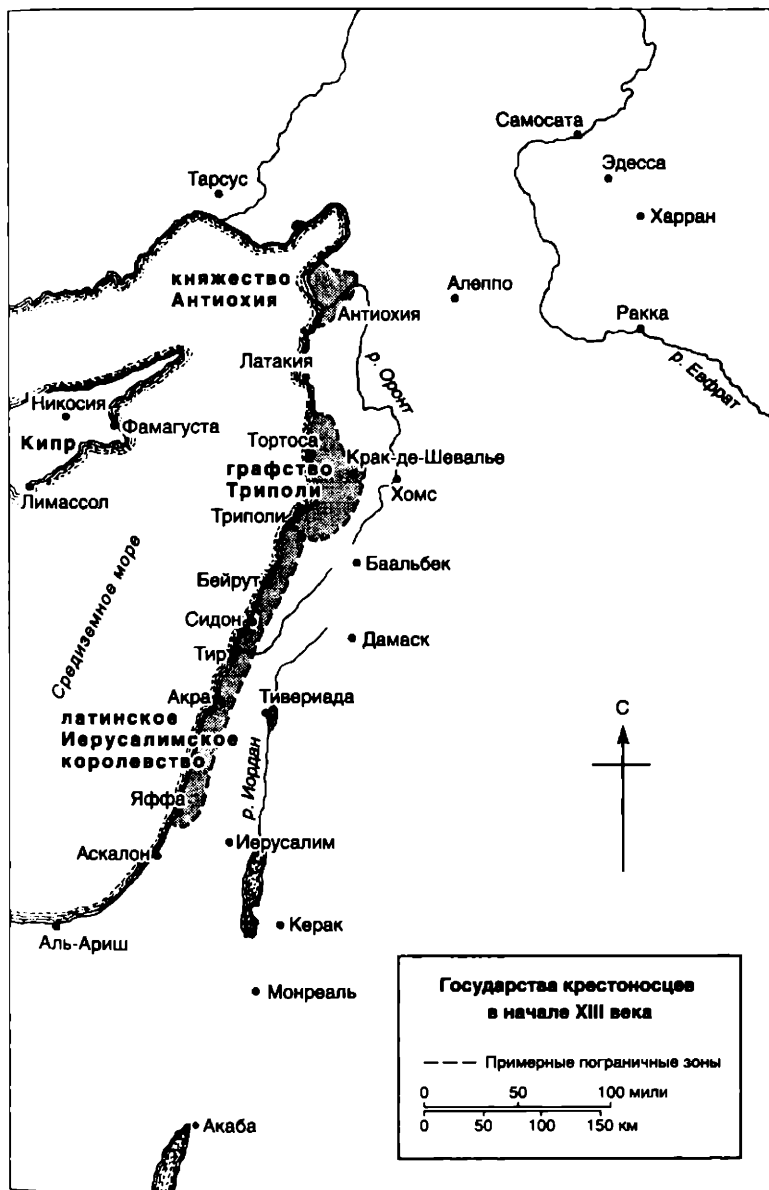 Самосата
Эдесса
Тарсус
Харран
княжество
Антиохия
Алеппо
Антиохия
Ракка
Латакия
р. Оронт
р. Евфрат
Никосия
Фамагуста
Кипр
Тортоса
Крак-де-Шевалье
графство
Триполи
Хомс
Лимассол
Триполи
Баальбек
Бейрут
Средиземное море
Сидон
Дамаск
Тир
Акра
Тивериада
С
латинское
Иерусалимское
королевство
р. Иордан
Яффа
Иерусалим
Аскалон
Керак
Аль-Ариш
Монреаль
Государства крестоносцев
в начале XIII века
Примерные пограничные зоны
0 50 100 мили
0 50 100 150 км
Акаба